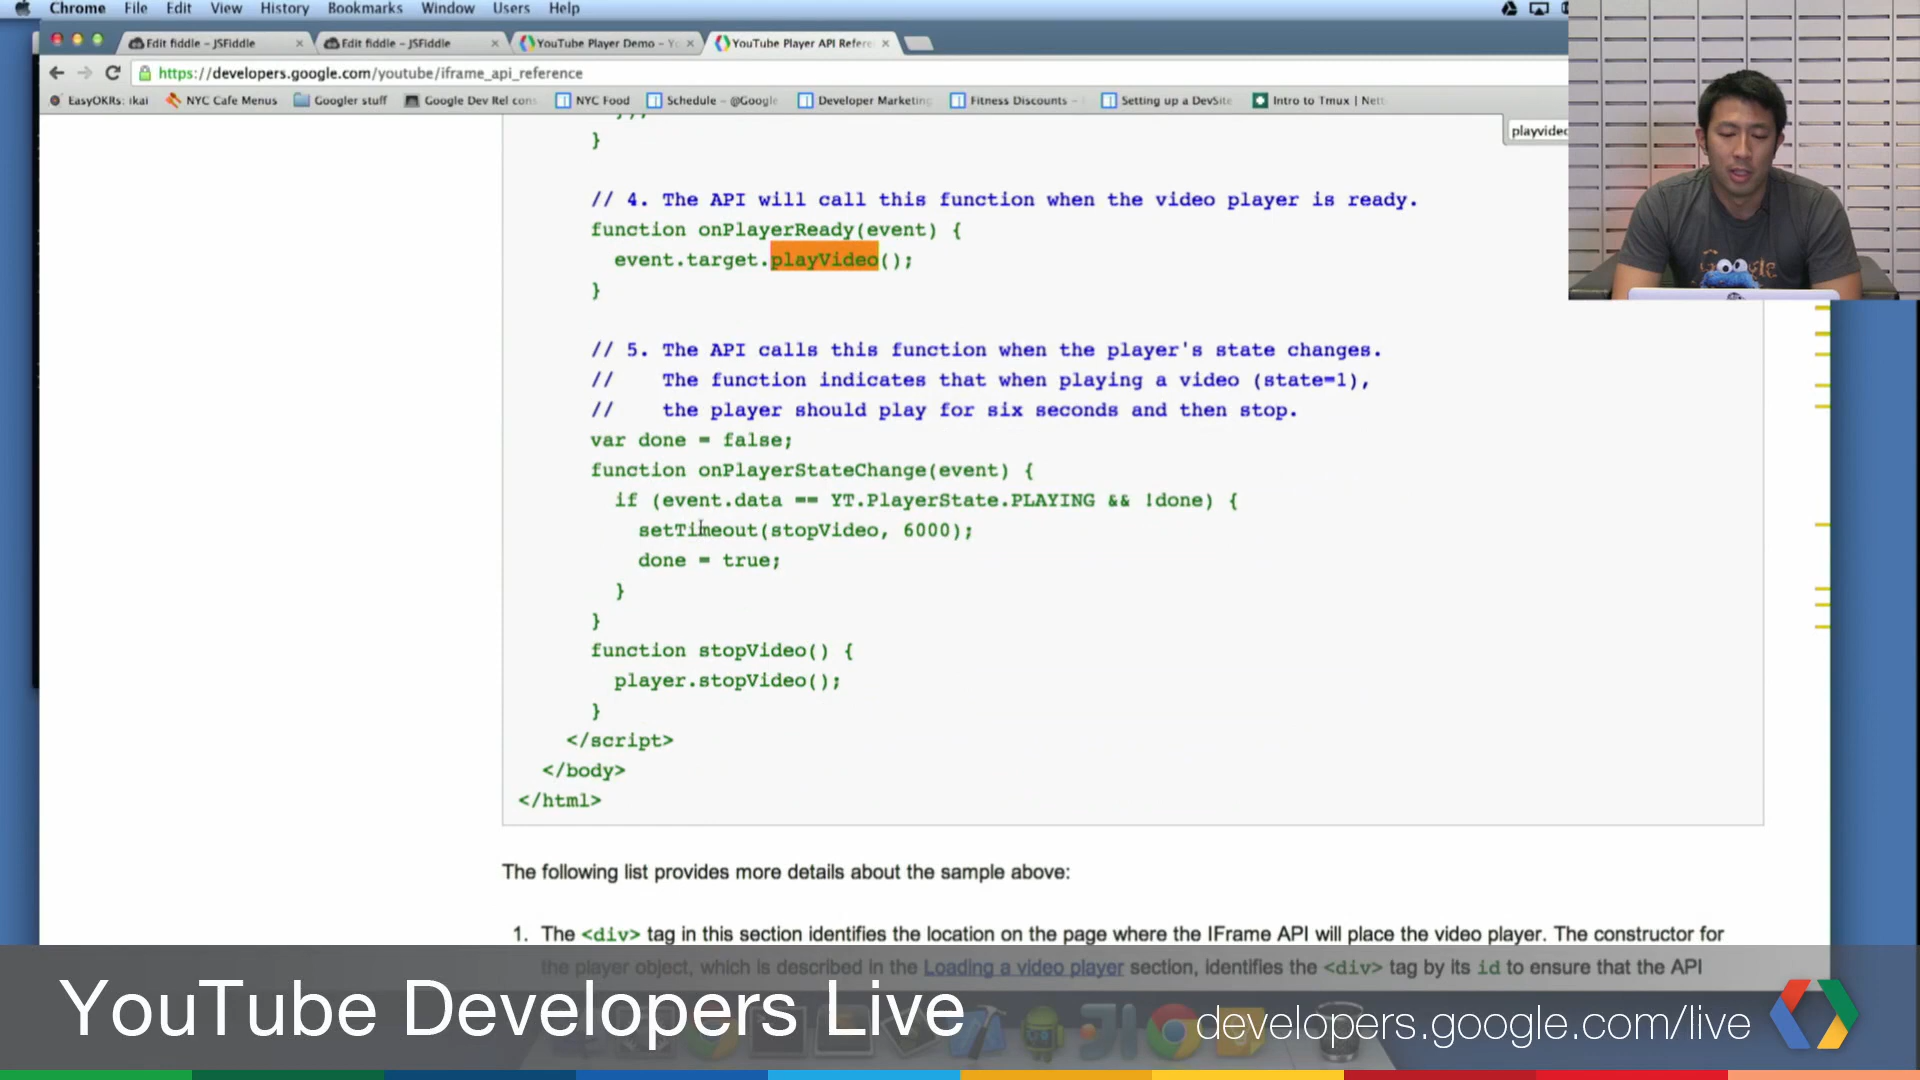 Chrome File Edit View History Bookmarks Window Users Help
Edit fiddle - JSFiddle
Edit fiddle - JSFiddle
YouTube Player Demo - Yo
YouTube Player API Refere
https://developers.google.com/youtube/iframe_api_reference
EasyOKRs: ikai
NYC Cafe Menus
Googler stuff
Google Dev Rel con
NYC Food
Schedule - @Google
Developer Marketing
Fitness Discounts -
Setting up a DevSite
Intro to Tmux | Nett
playvideo
}
// 4. The API will call this function when the video player is ready.
function onPlayerReady(event) {
event.target.playVideo();
}
// 5. The API calls this function when the player's state changes.
// The function indicates that when playing a video (state=1),
// the player should play for six seconds and then stop.
var done = false;
function onPlayerStateChange(event) {
if (event.data == YT.PlayerState.PLAYING && !done) {
setTimeout(stopVideo, 6000);
done = true;
}
}
function stopVideo() {
player.stopVideo();
}
</script>
</body>
</html>
The following list provides more details about the sample above:
1. The <div> tag in this section identifies the location on the page where the IFrame API will place the video player. The constructor for
the player object, which is described in the Loading a video player section, identifies the <div> tag by its id to ensure that the API
YouTube Developers Live
developers.google.com/live